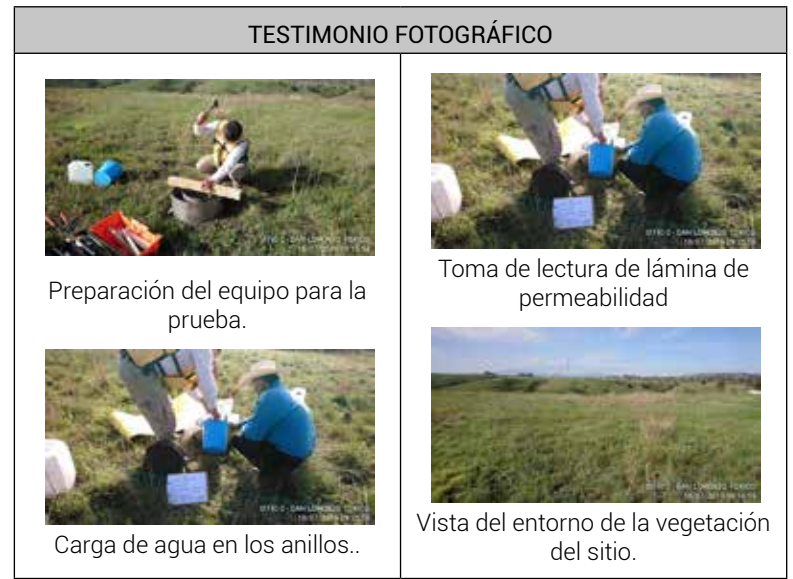 TESTIMONIO FOTOGRÁFICO
Preparación del equipo para la
prueba.
Carga de agua en los anillos..
Toma de lectura de lámina de
permeabilidad
Vista del entorno de la vegetación
del sitio.